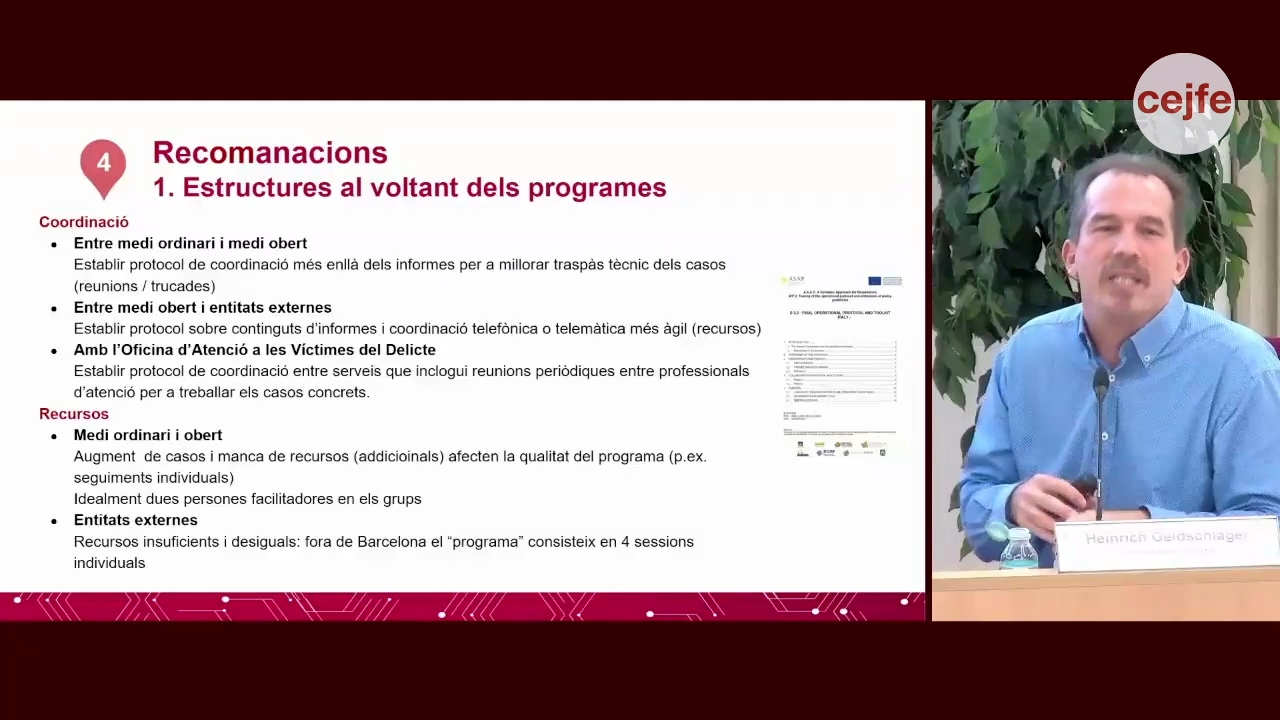 cejfe
4
Recomanacions
1. Estructures al voltant dels programes
Coordinació
• Entre medi ordinari i medi obert
Establir protocol de coordinació més enllà dels informes per a millorar traspàs tècnic dels casos
(reunions / trucades)
• Entre medi obert i entitats externes
Establir sobre continguts d’informes i coordinció telefònica o telemàtica més àgil (recursos)
• Amb l’Oficina d’Atenció a les Víctimes del Delicte
Establir protocol de coordinació entre serveis que inclogui reunions periòdiques entre professionals
per a treballar els casos concrets.
Recursos
• Medi ordinari i obert
Augment de casos i manca de recursos (addicioinals) afecten la qualitat del programa (p.ex.
seguiments individuals)
Idealment dues persones facilitadores en els grups
• Entitats externes
Recursos insuficients i desiguals: fora de Barcelona el “programa” consisteix en 4 sessions
individuals
ASAP
Heinrich Geldschläger